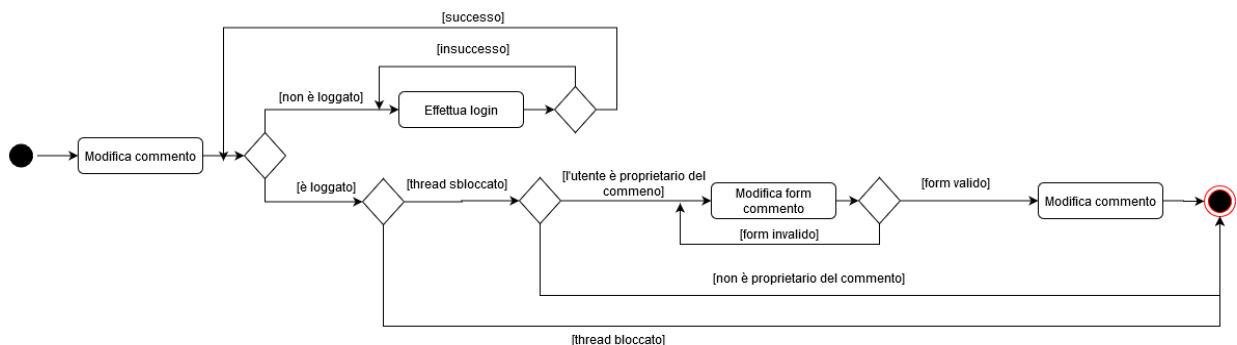 [successo]
[insuccesso]
[non è loggato]
Effettua login
Modifica commento
[è loggato]
[thread sbloccato]
[l'utente è proprietario del
commeno]
Modifica form
commento
[form valido]
Modifica commento
[form invalido]
[non è proprietario del commento]
[thread bloccato]